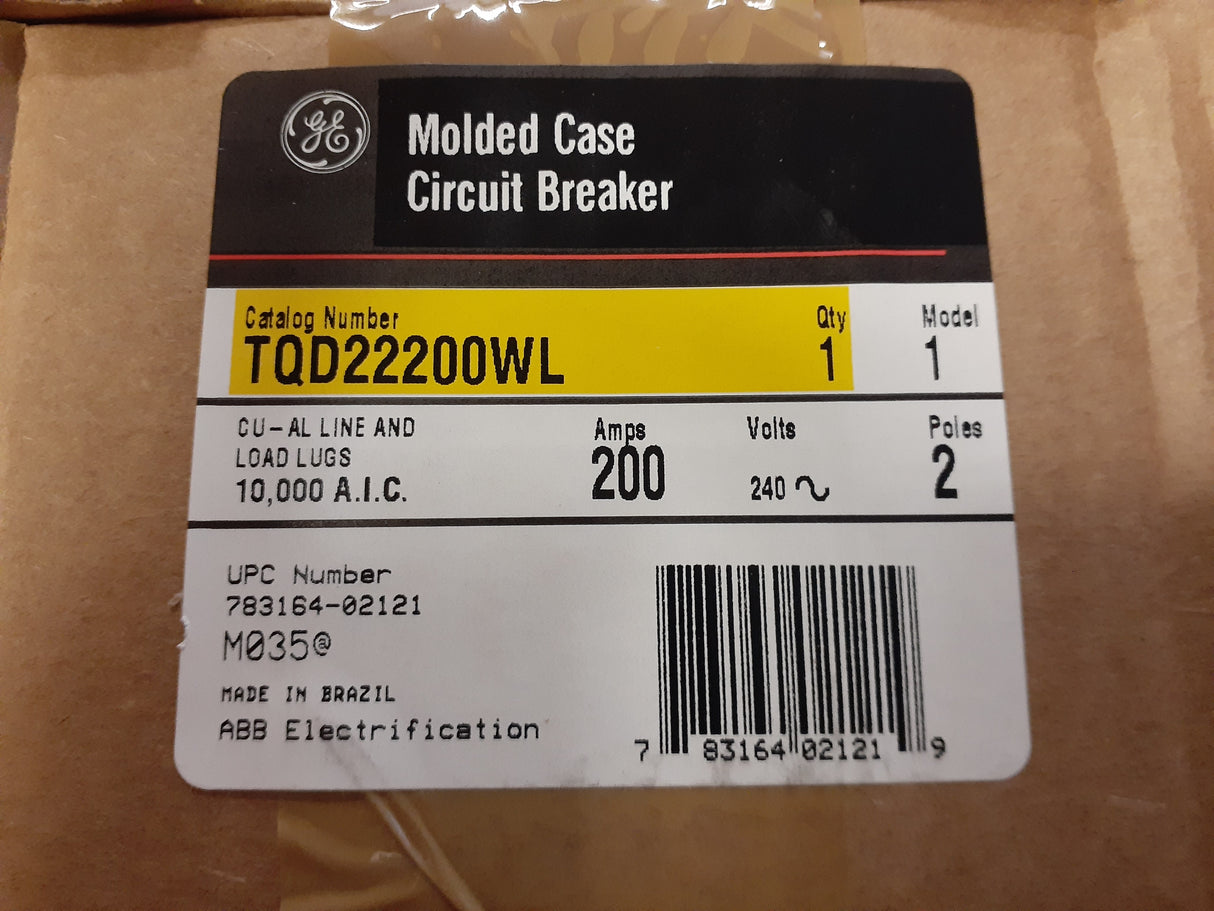 GE
Molded Case
Circuit Breaker
Catalog Number Qty Model
TQD22200WL 1 1
CU-AL LINE AND Amps Volts Poles
LOAD LUGS 200 2
10,000 A.I.C. 240 ∿
UPC Number
783164-02121
M035@
MADE IN BRAZIL
ABB Electrification
7 83164 02121 9